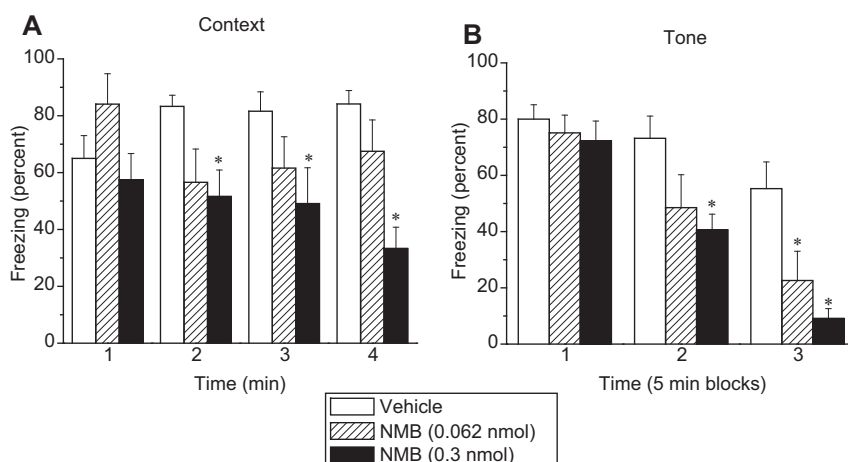 A
Context
Freezing (percent)
100
80
60
40
20
0
*
*
*
1 2 3 4
Time (min)
B
Tone
Freezing (percent)
100
80
60
40
20
0
*
*
*
1 2 3
Time (5 min blocks)
Vehicle
NMB (0.062 nmol)
NMB (0.3 nmol)